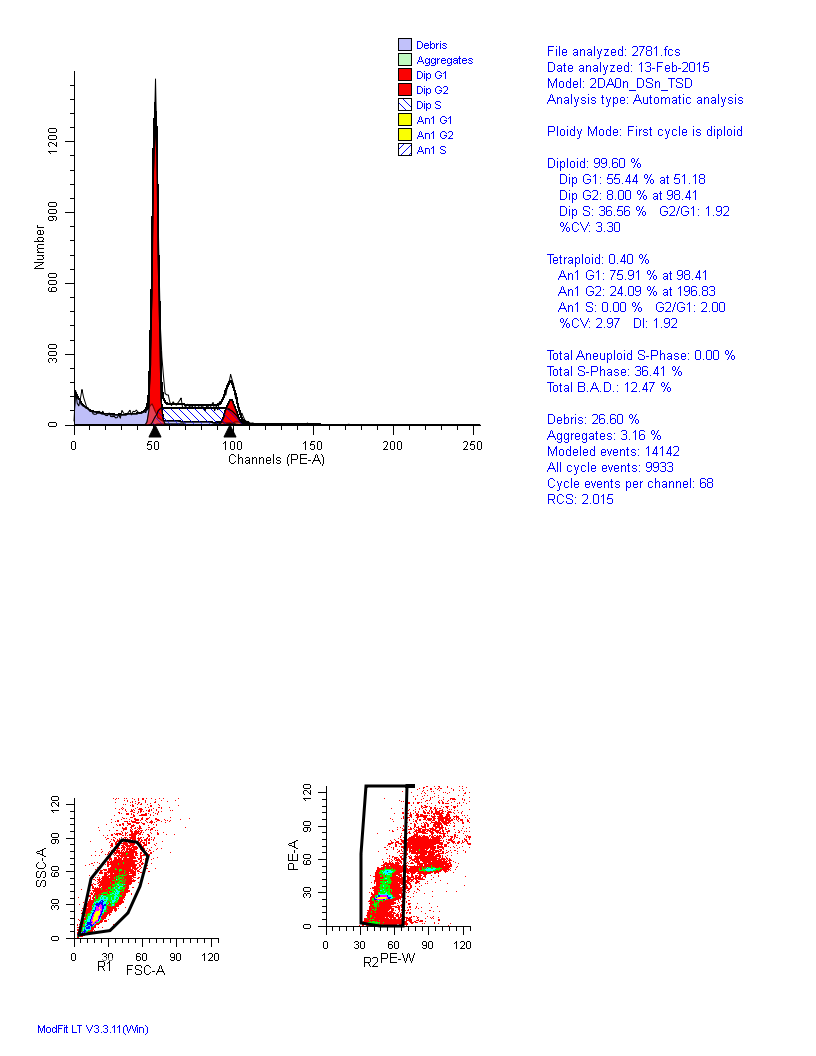 Debris
Aggregates
Dip G1
Dip G2
Dip S
An1 G1
An1 G2
An1 S
File analyzed: 2781.fcs
Date analyzed: 13-Feb-2015
Model: 2DA0n_DSn_TSD
Analysis type: Automatic analysis
Ploidy Mode: First cycle is diploid
Diploid: 99.60 %
Dip G1: 55.44 % at 51.18
Dip G2: 8.00 % at 98.41
Dip S: 36.56 % G2/G1: 1.92
%CV: 3.30
Tetraploid: 0.40 %
An1 G1: 75.91 % at 98.41
An1 G2: 24.09 % at 196.83
An1 S: 0.00 % G2/G1: 2.00
%CV: 2.97 DI: 1.92
Total Aneuploid S-Phase: 0.00 %
Total S-Phase: 36.41 %
Total B.A.D.: 12.47 %
Debris: 26.60 %
Aggregates: 3.16 %
Modeled events: 14142
All cycle events: 9933
Cycle events per channel: 68
RCS: 2.015
Number
0 300 600 900 1200
0 50 100 150 200 250
Channels (PE-A)
SSC-A
0 30 60 90 120
0 30 60 90 120
R1 FSC-A
PE-A
0 30 60 90 120
0 30 60 90 120
R2 PE-W
ModFit LT V3.3.11(Win)